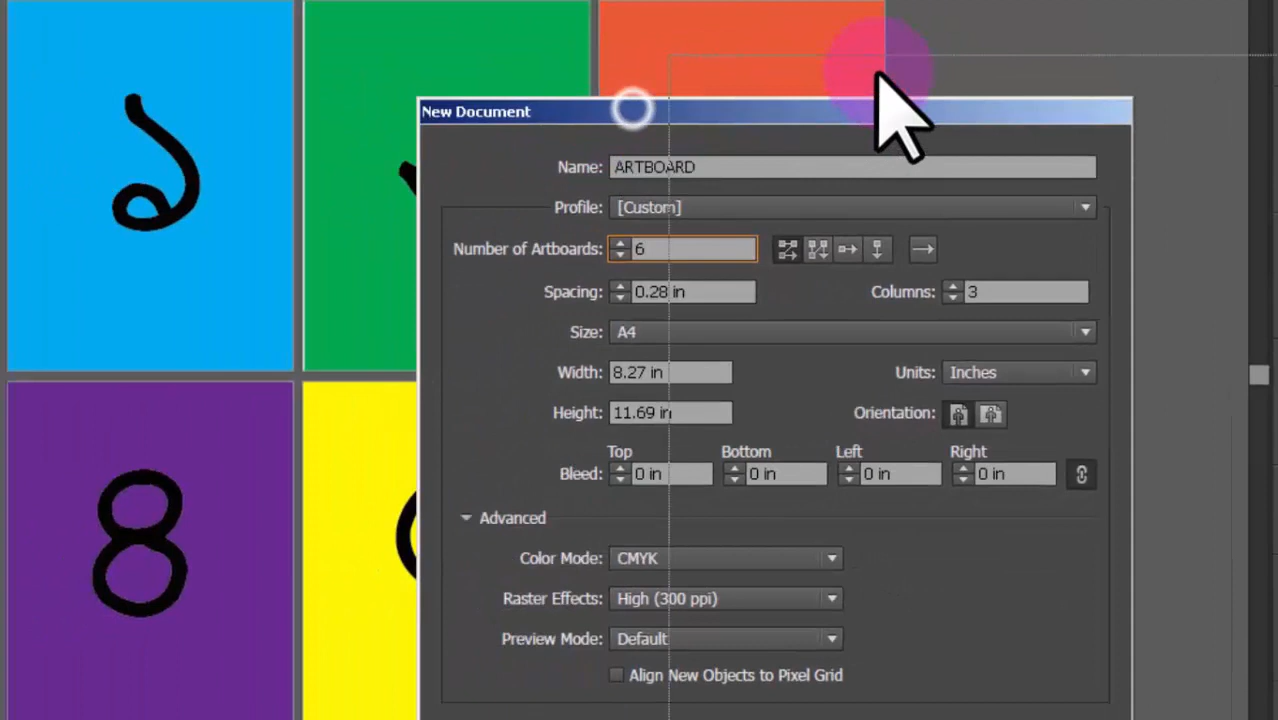 ১
New Document
Name: ARTBOARD
Profile: [Custom]
Number of Artboards: 6
Spacing: 0.28 in Columns: 3
Size: A4
Width: 8.27 in Units: Inches
Height: 11.69 in Orientation:
Top Bottom Left Right
Bleed: 0 in 0 in 0 in 0 in
৪
Advanced
Color Mode: CMYK
Raster Effects: High (300 ppi)
Preview Mode: Default
Align New Objects to Pixel Grid